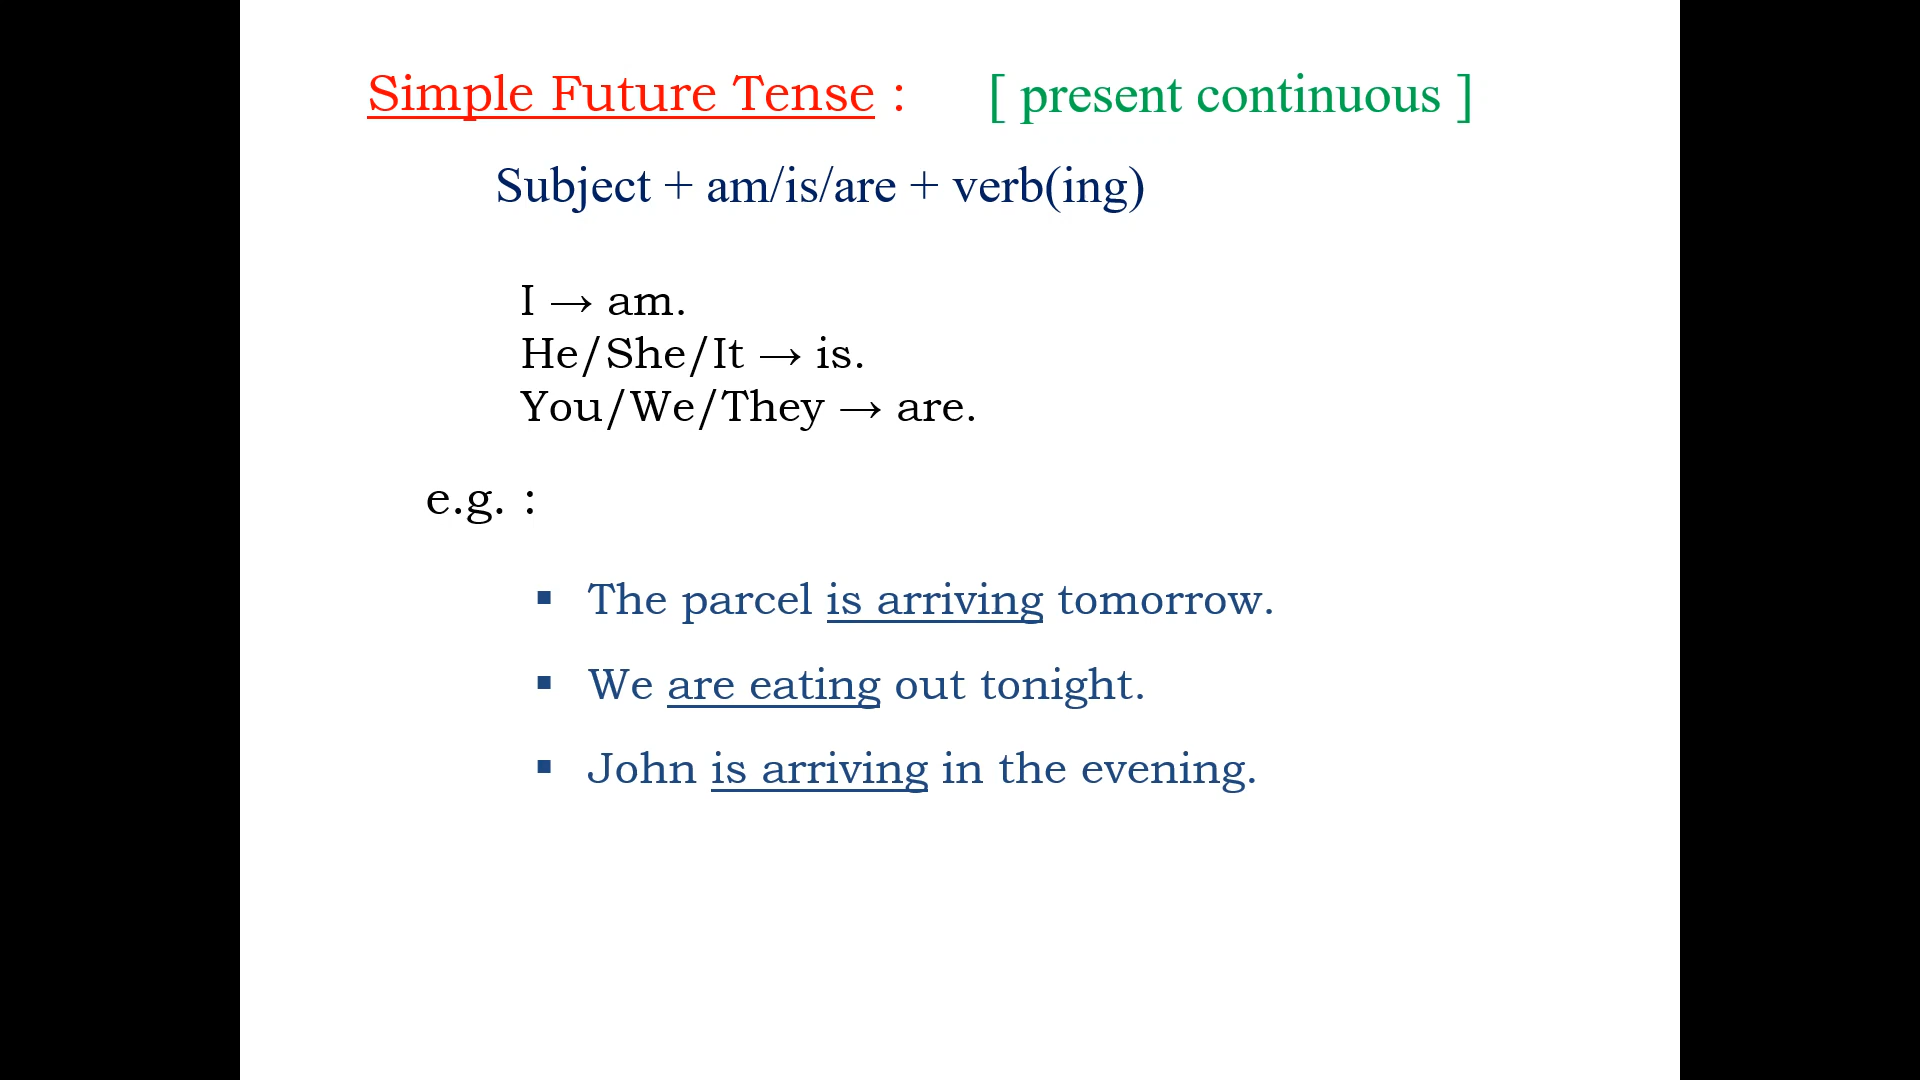 Simple Future Tense : [ present continuous ]
Subject + am/is/are + verb(ing)
I → am.
He/She/It → is.
You/We/They → are.
e.g. :
▪ The parcel is arriving tomorrow.
▪ We are eating out tonight.
▪ John is arriving in the evening.